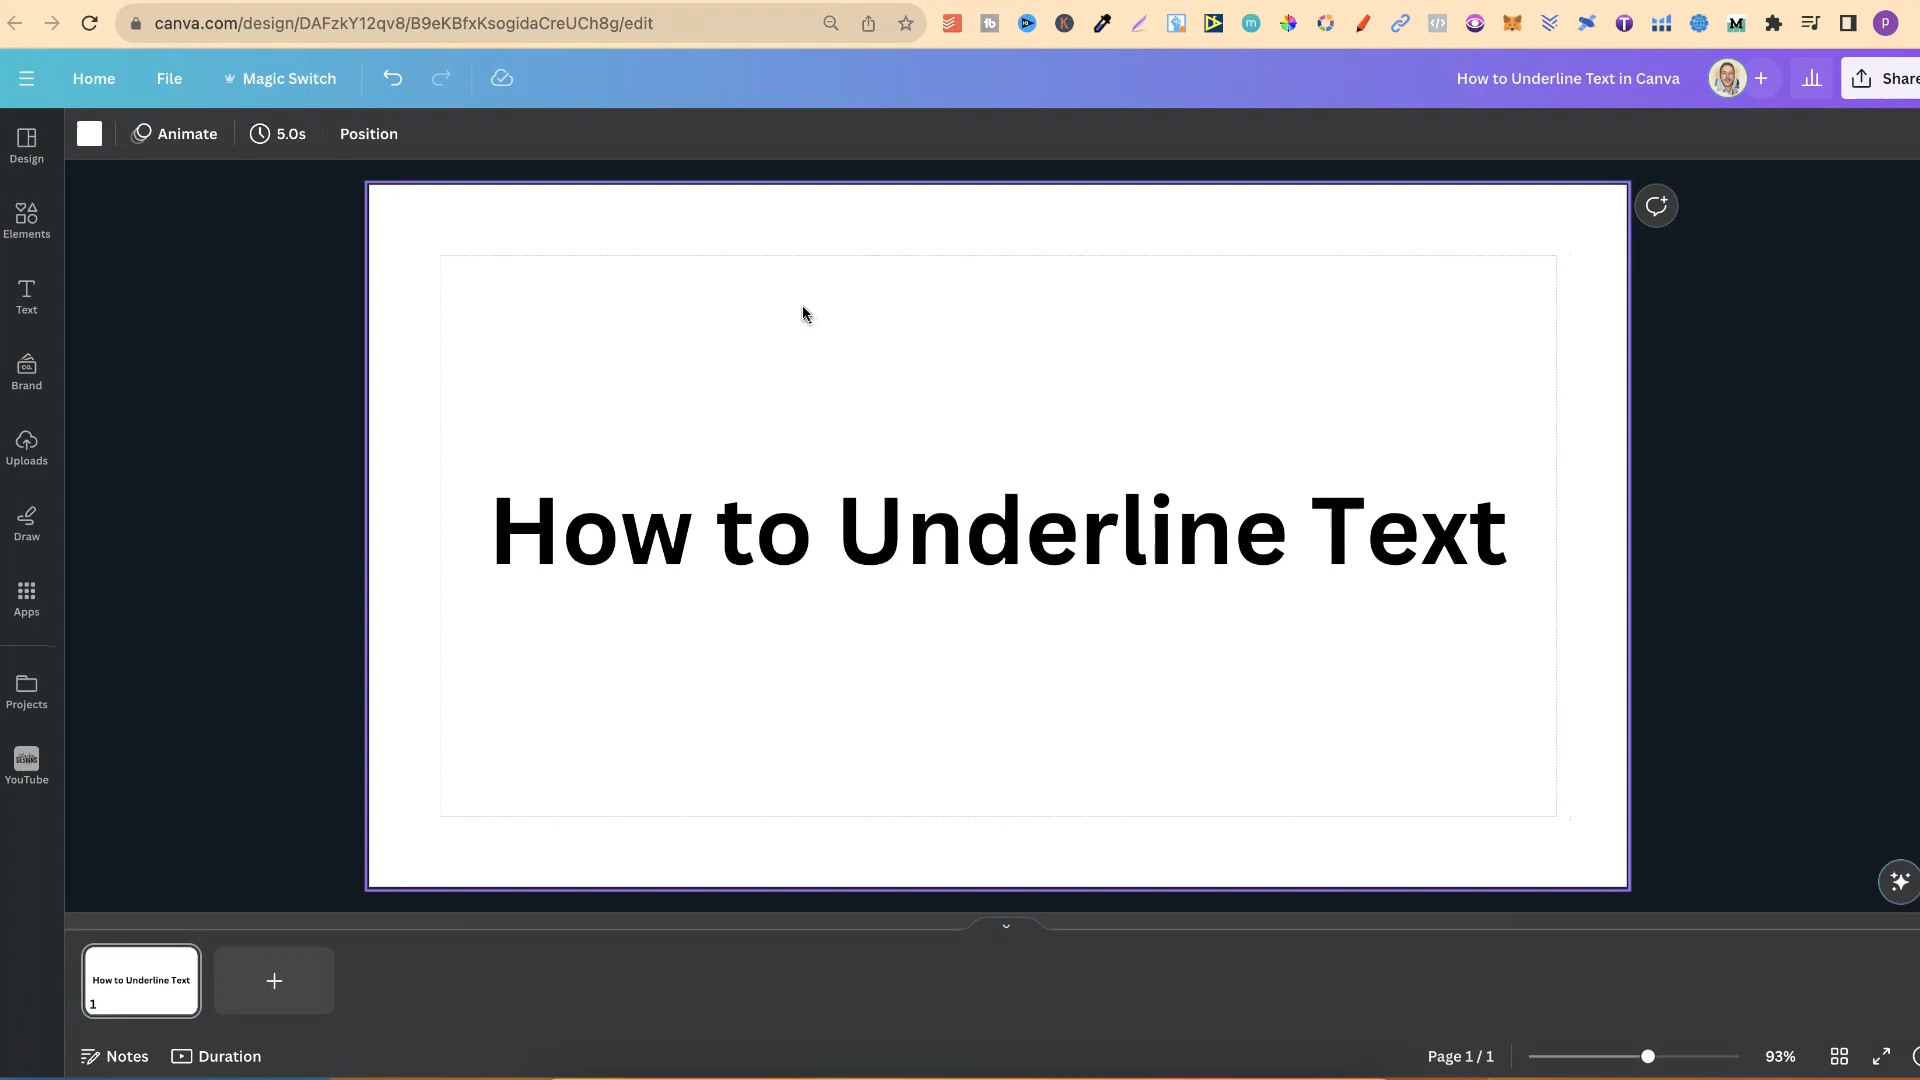 canva.com/design/DAFzkY12qv8/B9eKBfxKsogidaCreUCh8g/edit
Home
File
Magic Switch
How to Underline Text in Canva
Share
Animate
5.0s
Position
Design
Elements
Text
Brand
Uploads
Draw
Apps
Projects
YouTube
How to Underline Text
How to Underline Text
1
Notes
Duration
Page 1 / 1
93%